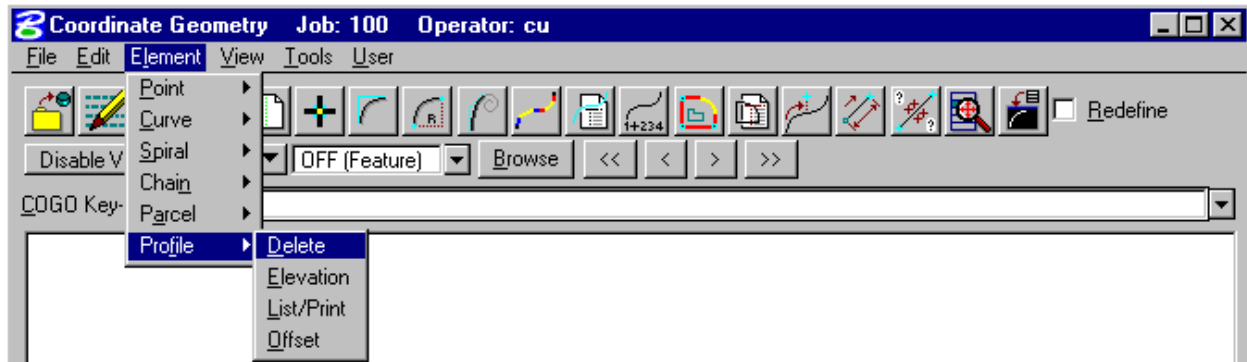 Coordinate Geometry Job: 100 Operator: cu
File Edit Element View Tools User
Point
Curve
Spiral
Chain
Parcel
Profile
R
1+234
?
?
Redefine
Disable V
OFF (Feature)
Browse
<<
<
>
>>
COGO Key-
Delete
Elevation
List/Print
Offset